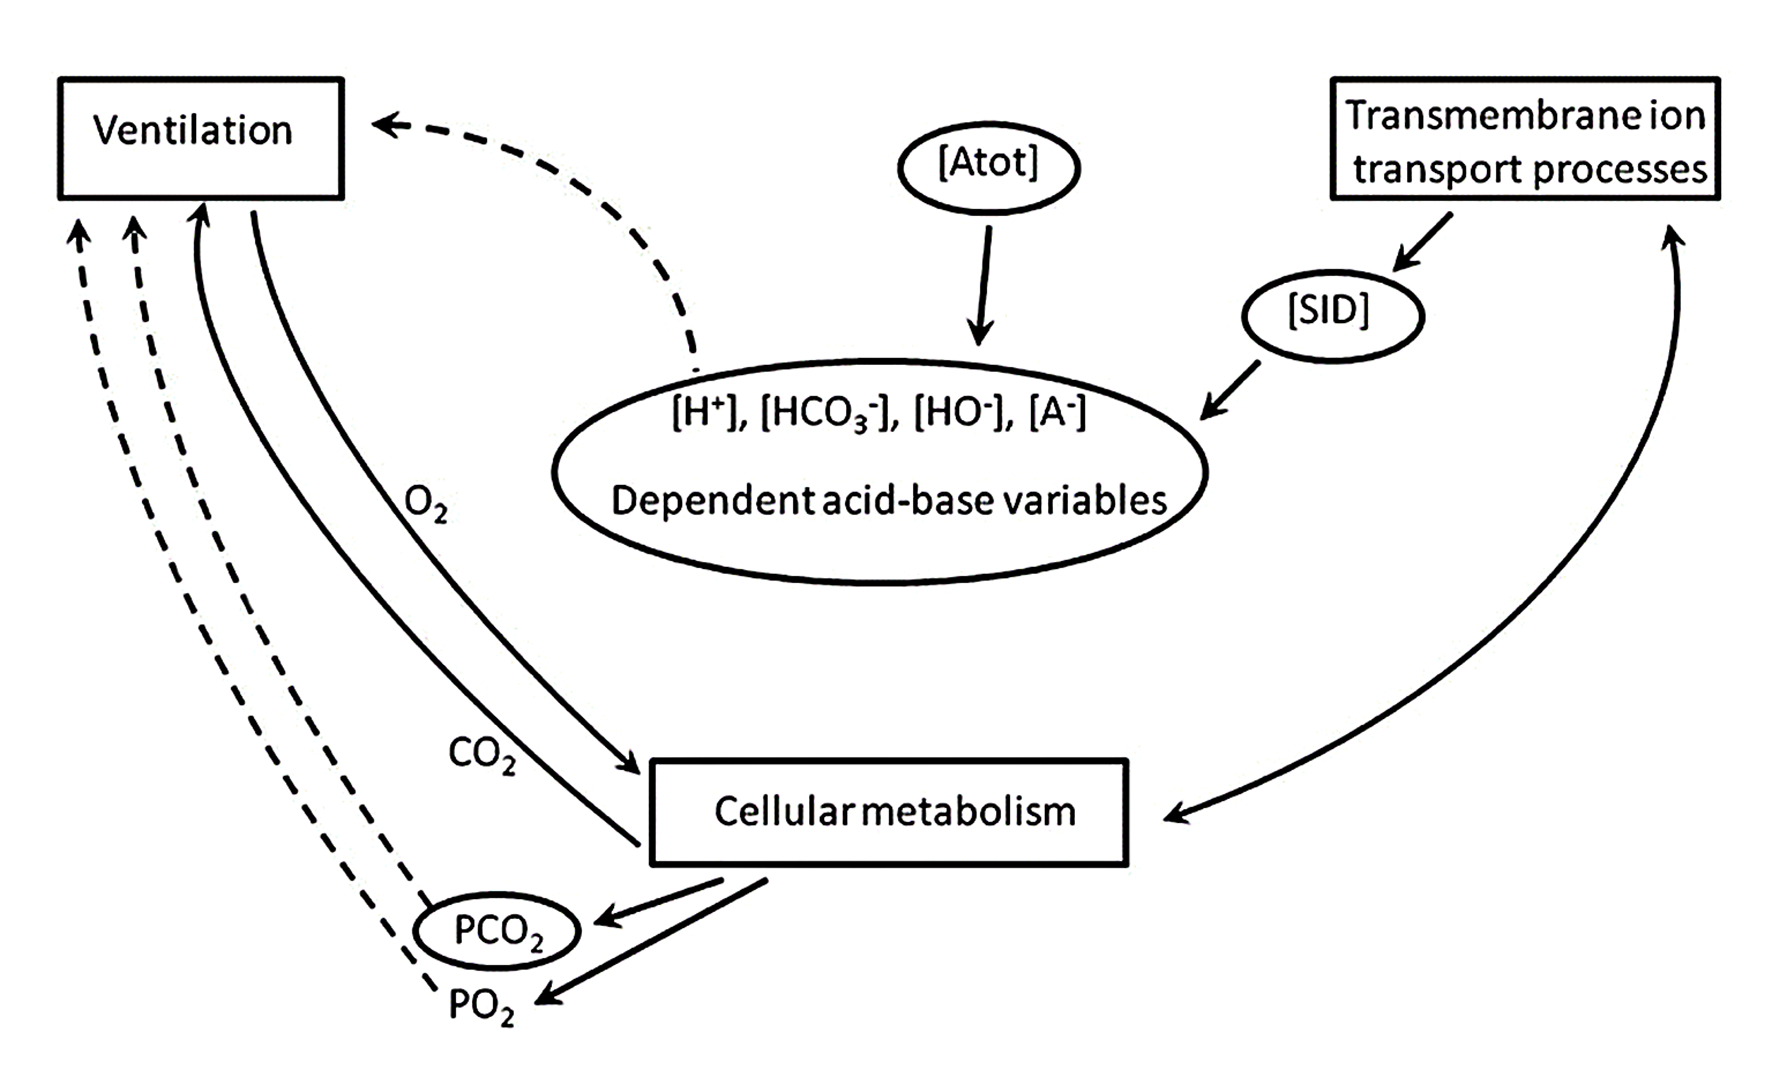 Ventilation
[Atot]
Transmembrane ion
transport processes
[SID]
[H⁺], [HCO₃⁻], [HO⁻], [A⁻]
Dependent acid-base variables
O₂
CO₂
Cellular metabolism
PCO₂
PO₂